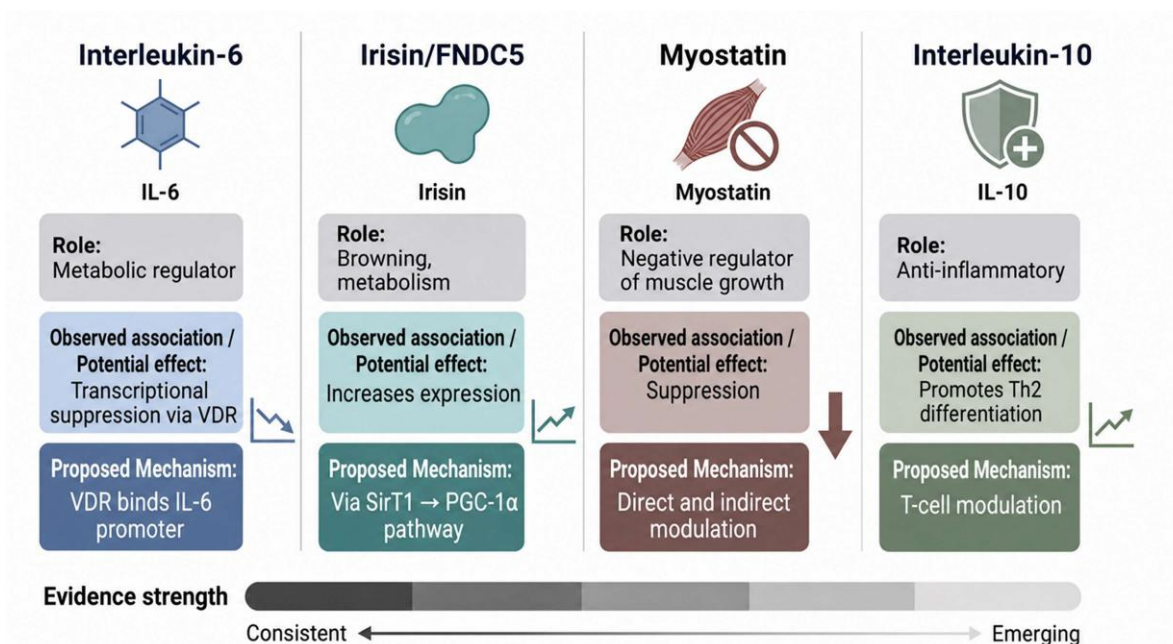 Interleukin-6
IL-6
Role:
Metabolic regulator
Observed association /
Potential effect:
Transcriptional
suppression via VDR
Proposed Mechanism:
VDR binds IL-6
promoter
Irisin/FNDC5
Irisin
Role:
Browning,
metabolism
Observed association /
Potential effect:
Increases expression
Proposed Mechanism:
Via SirT1 → PGC-1α
pathway
Myostatin
Myostatin
Role:
Negative regulator
of muscle growth
Observed association /
Potential effect:
Suppression
Proposed Mechanism:
Direct and indirect
modulation
Interleukin-10
IL-10
Role:
Anti-inflammatory
Observed association /
Potential effect:
Promotes Th2
differentiation
Proposed Mechanism:
T-cell modulation
Evidence strength
Consistent
Emerging